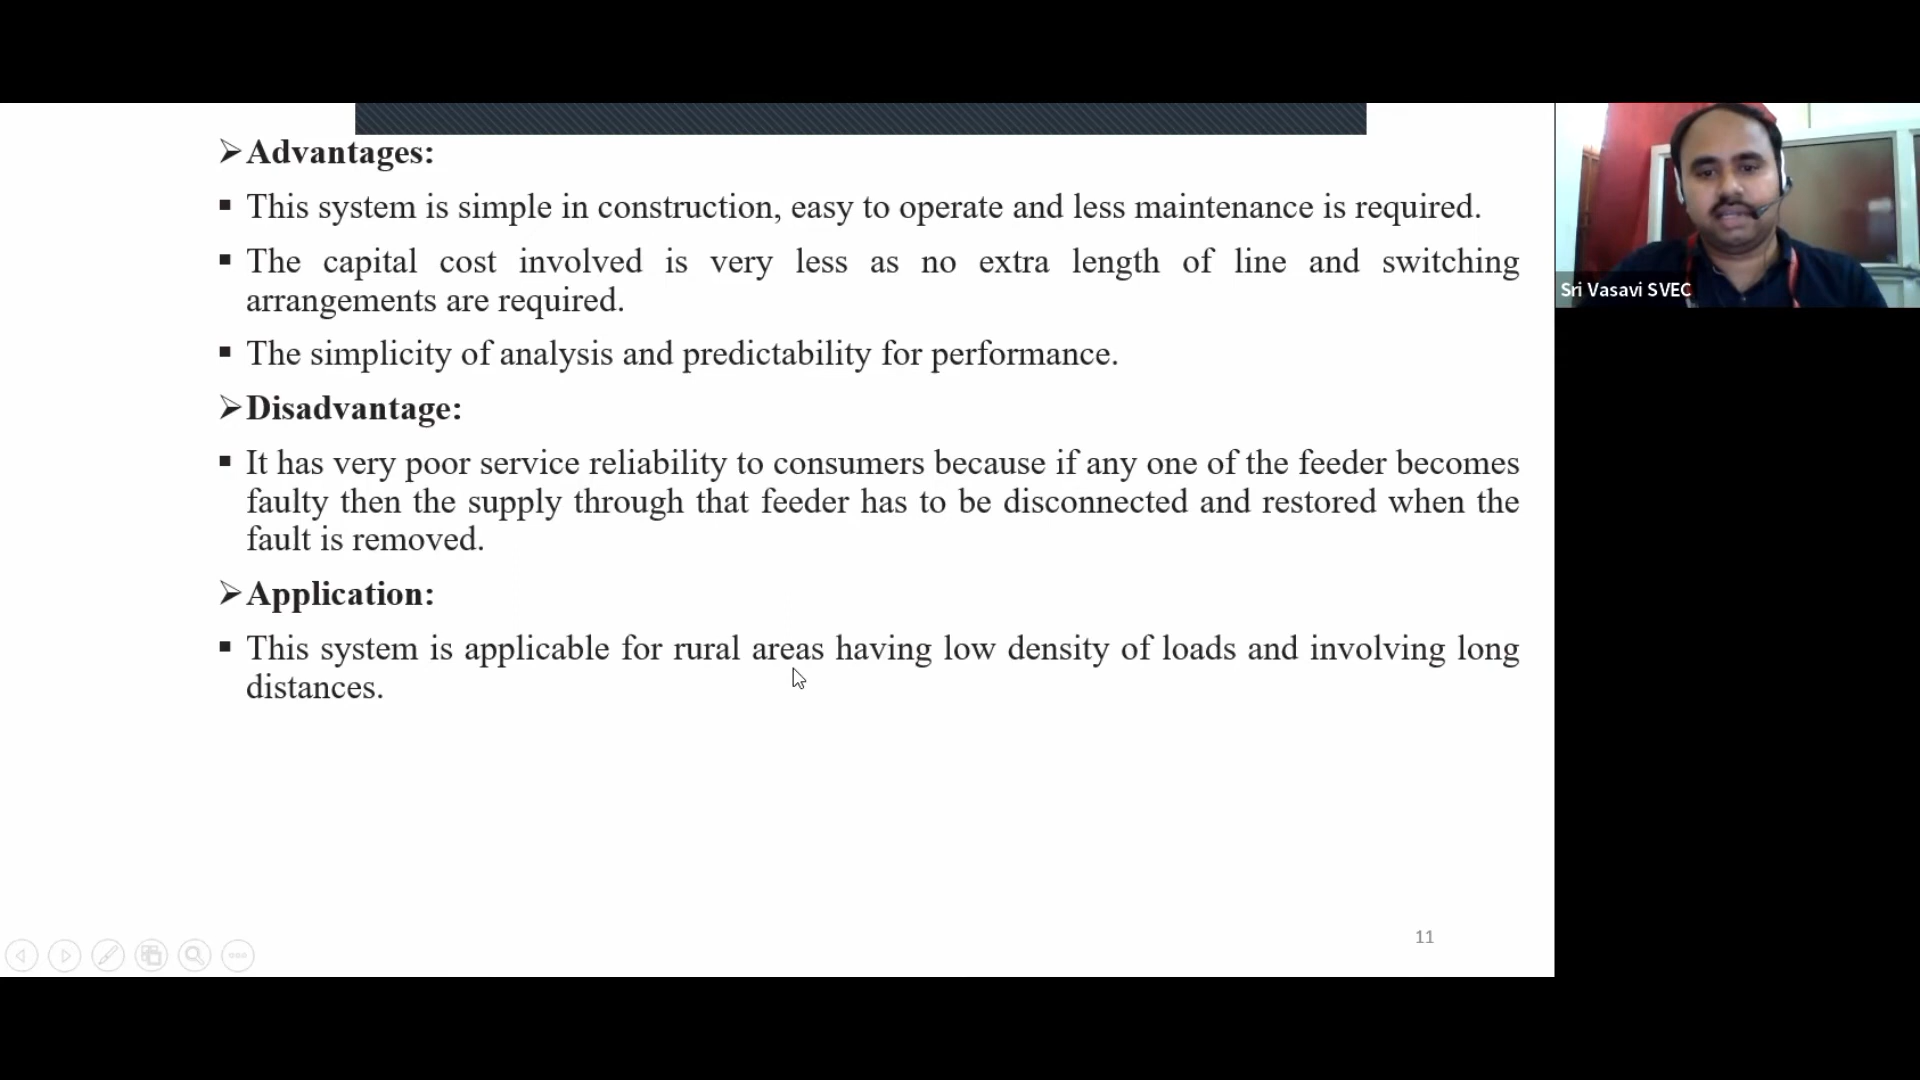 Advantages:
This system is simple in construction, easy to operate and less maintenance is required.
The capital cost involved is very less as no extra length of line and switching
arrangements are required.
The simplicity of analysis and predictability for performance.
Disadvantage:
It has very poor service reliability to consumers because if any one of the feeder becomes
faulty then the supply through that feeder has to be disconnected and restored when the
fault is removed.
Application:
This system is applicable for rural areas having low density of loads and involving long
distances.
11
Sri Vasavi SVEC